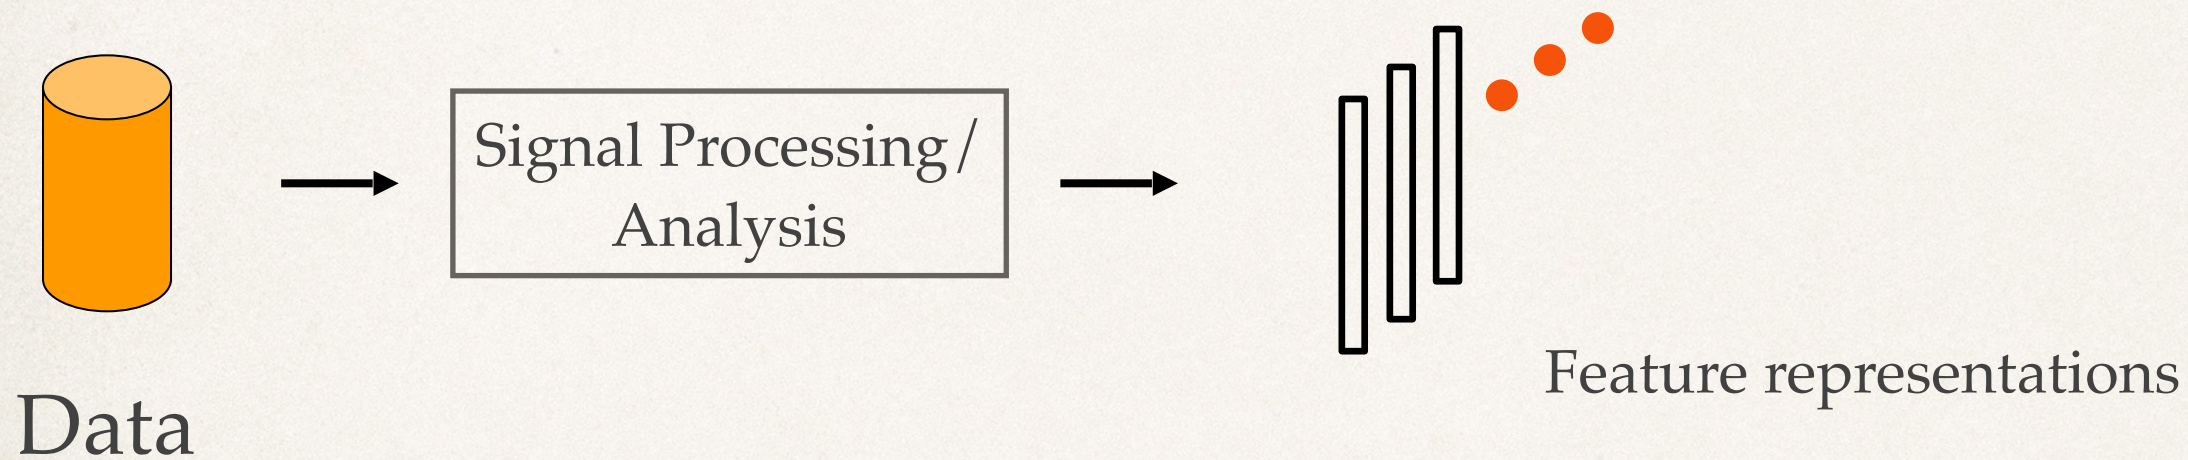 Data
Signal Processing/
Analysis
Feature representations